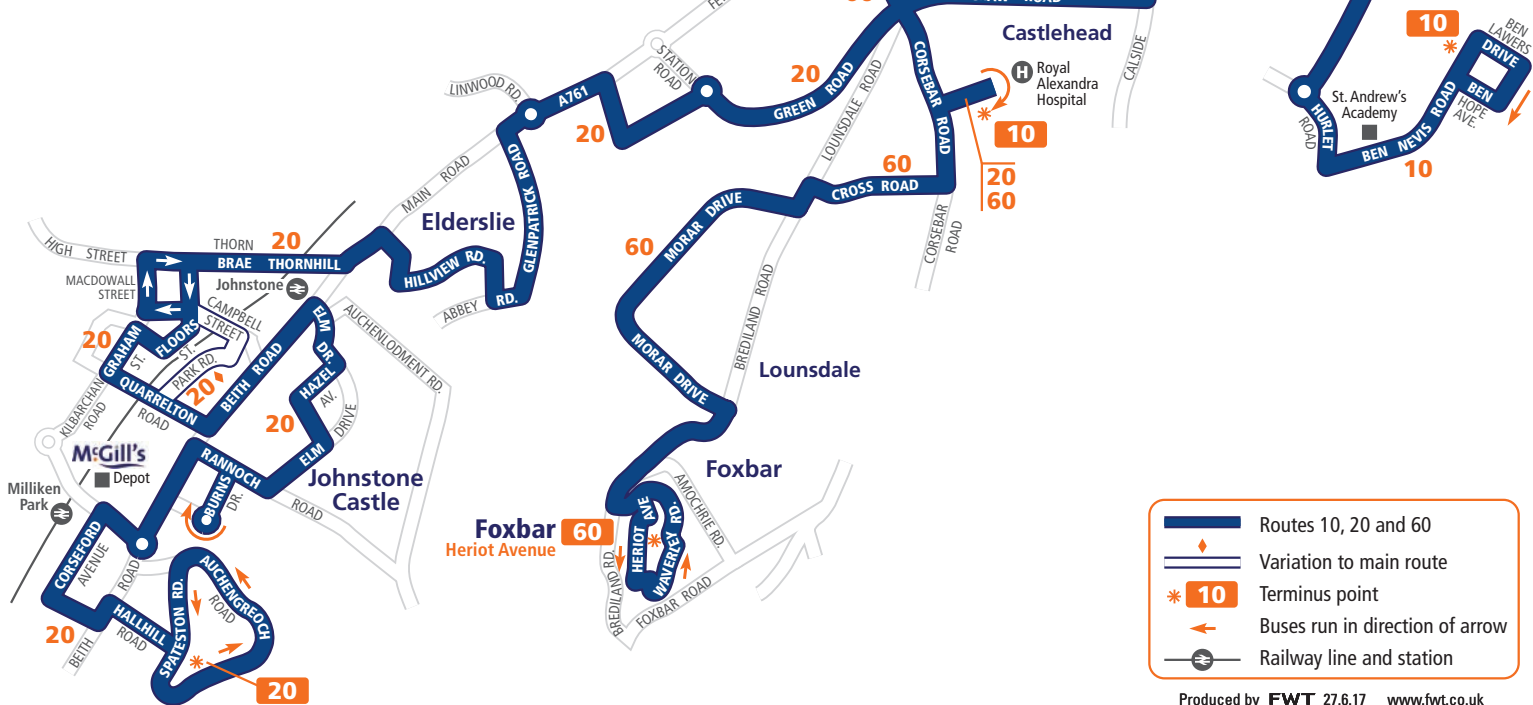 60
ROAD
Castlehead
CALSIDE
CORSEBAR ROAD
H
Royal
Alexandra
Hospital
10
20
60
STATION
ROAD
20
GREEN ROAD
LOUNSDALE ROAD
LINWOOD RD.
A761
20
MAIN ROAD
GLENPATRICK ROAD
Elderslie
HILLVIEW RD.
ABBEY
RD.
60
CROSS ROAD
CORSEBAR
ROAD
MORAR DRIVE
60
BREDILAND ROAD
MORAR DRIVE
Lounsdale
HIGH STREET
THORN
20
BRAE THORNHILL
MACDOWALL
STREET
Johnstone
CAMPBELL
STREET
FLOORS
ST.
20
GRAHAM
ST.
PARK RD.
20
QUARRELTON
ROAD
BEITH ROAD
ELM
DR.
HAZEL
AV.
DRIVE
ELM
20
AUCHENLODMENT RD.
KILBARCHAN
ROAD
McGill's
Depot
RANNOCH
ROAD
BURNS
DR.
Johnstone
Castle
Milliken
Park
CORSEFORD
AVENUE
20
HALLHILL
ROAD
BEITH
ROAD
SPATESTON RD.
AUCHENGREOCH
ROAD
20
Foxbar
Foxbar
60
Heriot Avenue
HERIOT AVE
WAVERLEY RD.
AMOCHRIE RD.
BREDILAND RD.
FOXBAR ROAD
10
BEN
LAWERS
DRIVE
BEN
HOPE
AVE.
St. Andrew's
Academy
HURLET
ROAD
BEN NEVIS ROAD
10
Routes 10, 20 and 60
Variation to main route
10
Terminus point
Buses run in direction of arrow
Railway line and station
Produced by FWT 27.6.17 www.fwt.co.uk